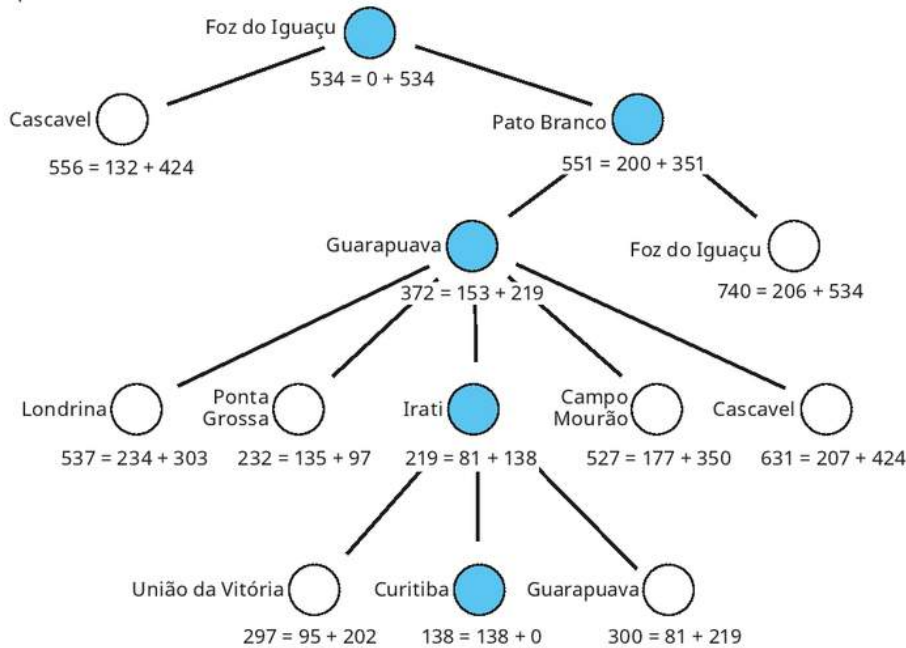 Foz do Iguaçu
534 = 0 + 534
Cascavel
556 = 132 + 424
Pato Branco
551 = 200 + 351
Guarapuava
372 = 153 + 219
Foz do Iguaçu
740 = 206 + 534
Londrina
537 = 234 + 303
Ponta
Grossa
232 = 135 + 97
Irati
219 = 81 + 138
Campo
Mourão
527 = 177 + 350
Cascavel
631 = 207 + 424
União da Vitória
297 = 95 + 202
Curitiba
138 = 138 + 0
Guarapuava
300 = 81 + 219